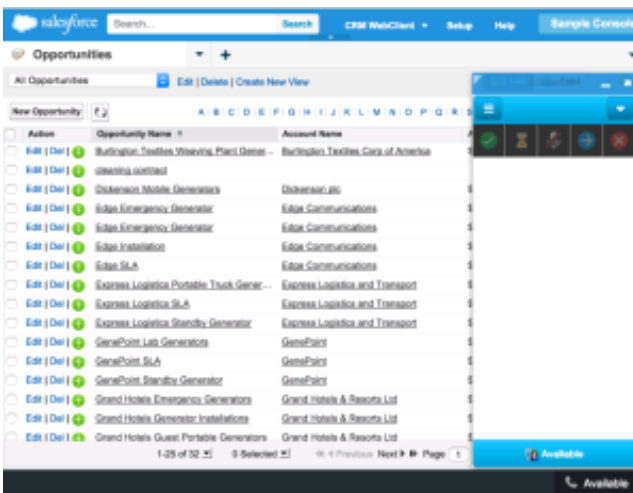 salesforce Search... Search CRM WebClient Setup Help Sample Console
Opportunities +
All Opportunities Edit | Delete | Create New View
New Opportunity A B C D E F G H I J K L M N O P Q R S
Action Opportunity Name ↑ Account Name
Edit | Del | Burlington Textiles Weaving Plant Gener... Burlington Textiles Corp of America
Edit | Del | cleaning contract
Edit | Del | Dickenson Mobile Generators Dickenson plc
Edit | Del | Edge Emergency Generator Edge Communications
Edit | Del | Edge Emergency Generator Edge Communications
Edit | Del | Edge Installation Edge Communications
Edit | Del | Edge SLA Edge Communications
Edit | Del | Express Logistics Portable Truck Gener... Express Logistics and Transport
Edit | Del | Express Logistics SLA Express Logistics and Transport
Edit | Del | Express Logistics Standby Generator Express Logistics and Transport
Edit | Del | GenePoint Lab Generators GenePoint
Edit | Del | GenePoint SLA GenePoint
Edit | Del | GenePoint Standby Generator GenePoint
Edit | Del | Grand Hotels Emergency Generators Grand Hotels & Resorts Ltd
Edit | Del | Grand Hotels Generator Installations Grand Hotels & Resorts Ltd
Edit | Del | Grand Hotels Guest Portable Generators Grand Hotels & Resorts Ltd
1-25 of 32 0 Selected Previous Next Page 1
Available
Available